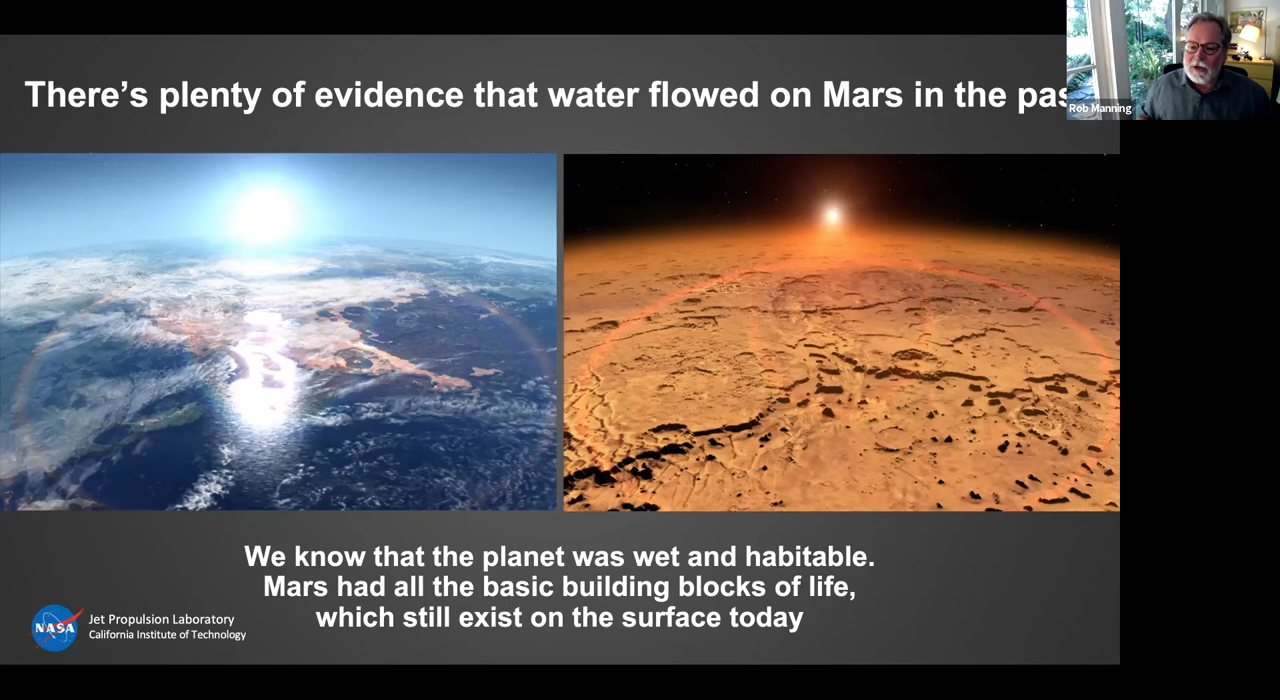 There's plenty of evidence that water flowed on Mars in the pas
Rob Manning
We know that the planet was wet and habitable.
Mars had all the basic building blocks of life,
which still exist on the surface today
NASA
Jet Propulsion Laboratory
California Institute of Technology